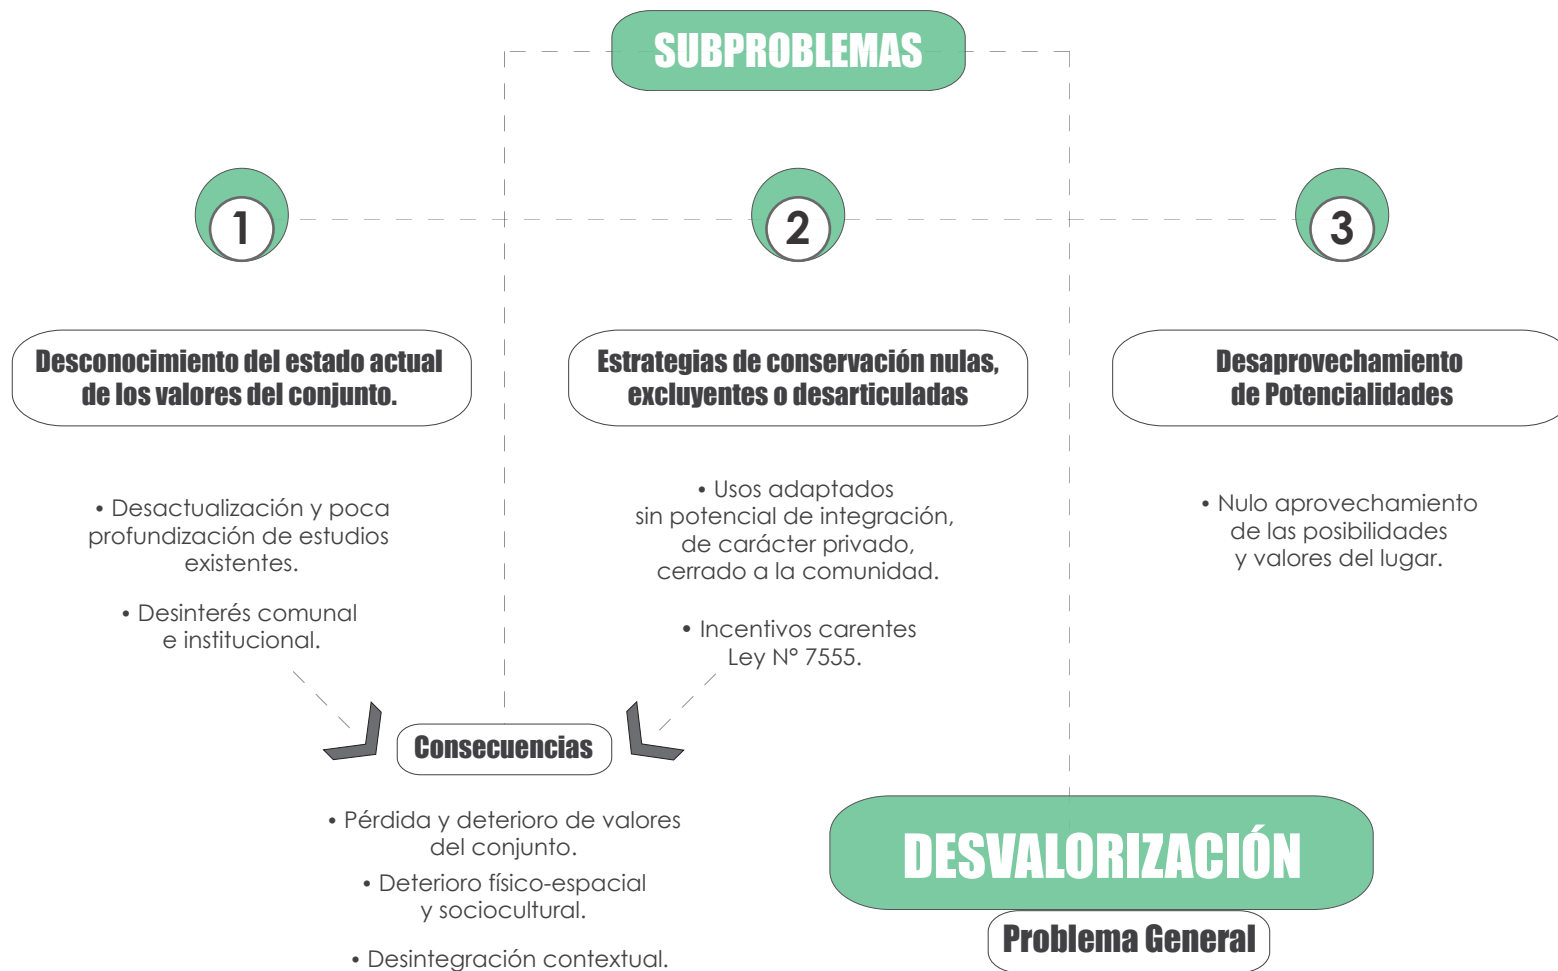 SUBPROBLEMAS
1
2
3
Desconocimiento del estado actual
de los valores del conjunto.
Estrategias de conservación nulas,
excluyentes o desarticuladas
Desaprovechamiento
de Potencialidades
• Desactualización y poca
profundización de estudios
existentes.
• Desinterés comunal
e institucional.
• Usos adaptados
sin potencial de integración,
de carácter privado,
cerrado a la comunidad.
• Incentivos carentes
Ley N° 7555.
• Nulo aprovechamiento
de las posibilidades
y valores del lugar.
Consecuencias
• Pérdida y deterioro de valores
del conjunto.
• Deterioro físico-espacial
y sociocultural.
• Desintegración contextual.
DESVALORIZACIÓN
Problema General